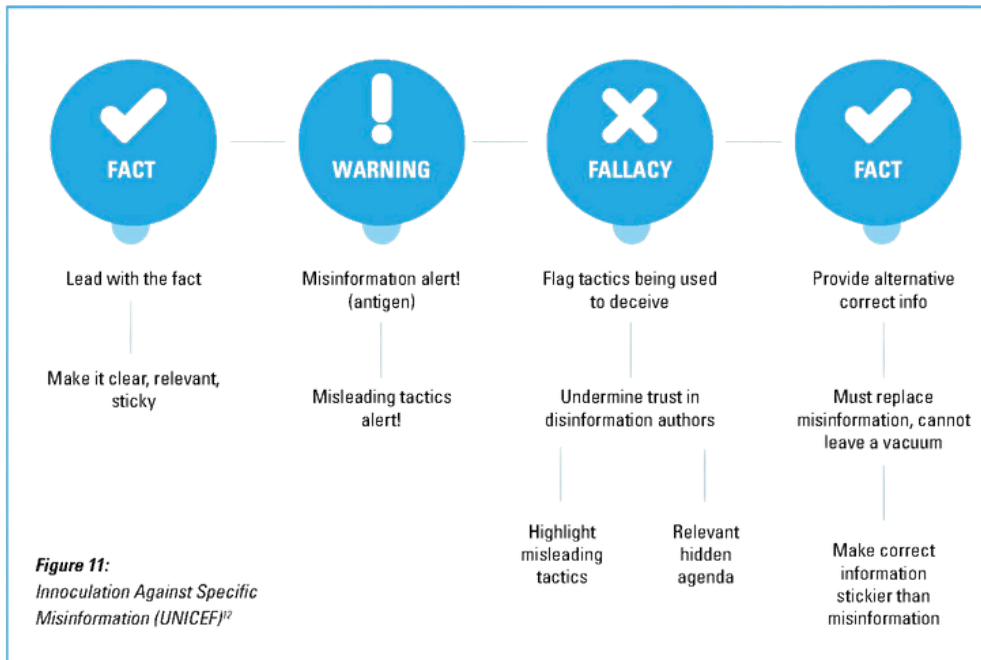 FACT
WARNING
FALLACY
FACT
Lead with the fact
Make it clear, relevant,
sticky
Misinformation alert!
(antigen)
Misleading tactics
alert!
Flag tactics being used
to deceive
Undermine trust in
disinformation authors
Highlight
misleading
tactics
Relevant
hidden
agenda
Provide alternative
correct info
Must replace
misinformation, cannot
leave a vacuum
Make correct
information
stickier than
misinformation
Figure 11:
Innoculation Against Specific
Misinformation (UNICEF)¹²